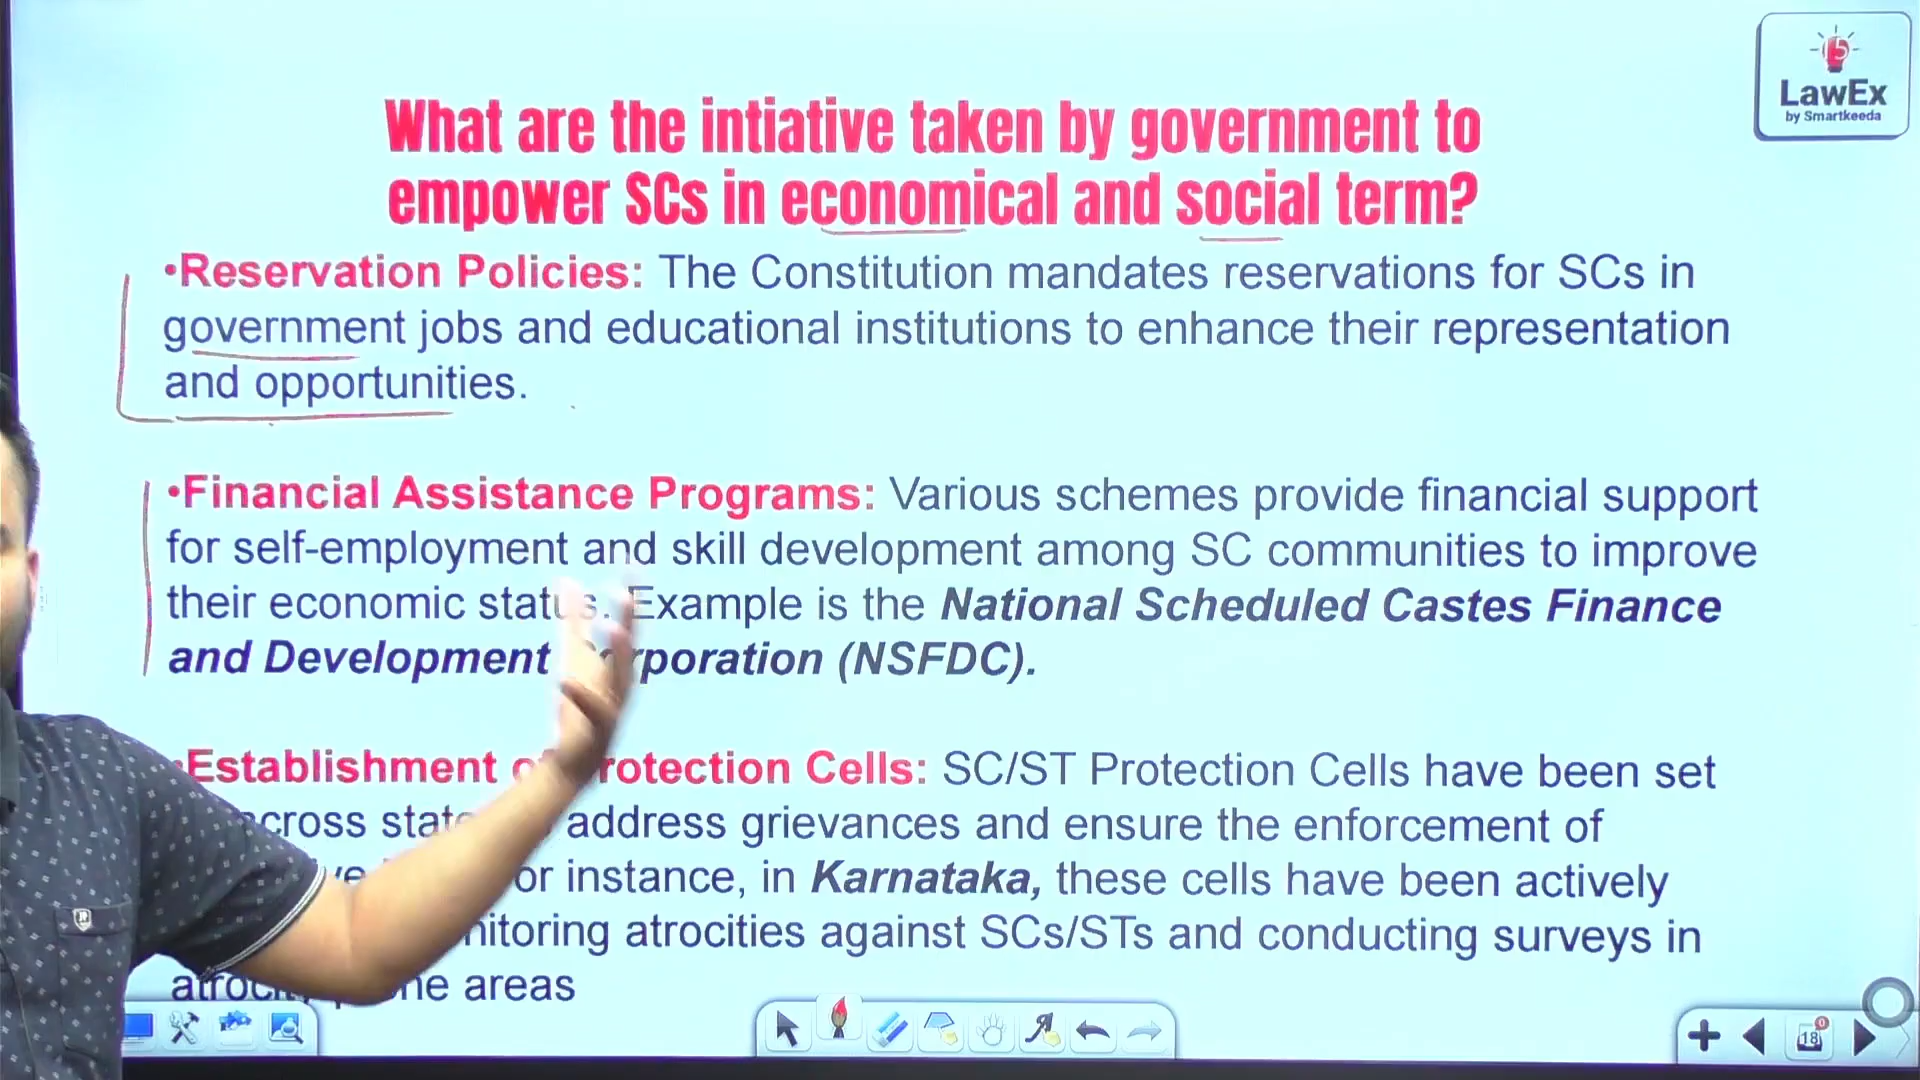 LawEx
by Smartkeeda
What are the intiative taken by government to
empower SCs in economical and social term?
•Reservation Policies: The Constitution mandates reservations for SCs in
government jobs and educational institutions to enhance their representation
and opportunities.
•Financial Assistance Programs: Various schemes provide financial support
for self-employment and skill development among SC communities to improve
their economic status. Example is the National Scheduled Castes Finance
and Development Corporation (NSFDC).
•Establishment of Protection Cells: SC/ST Protection Cells have been set
across address grievances and ensure the enforcement of
or instance, in Karnataka, these cells have been actively
atrocities against SCs/STs and conducting surveys in
areas
18
0